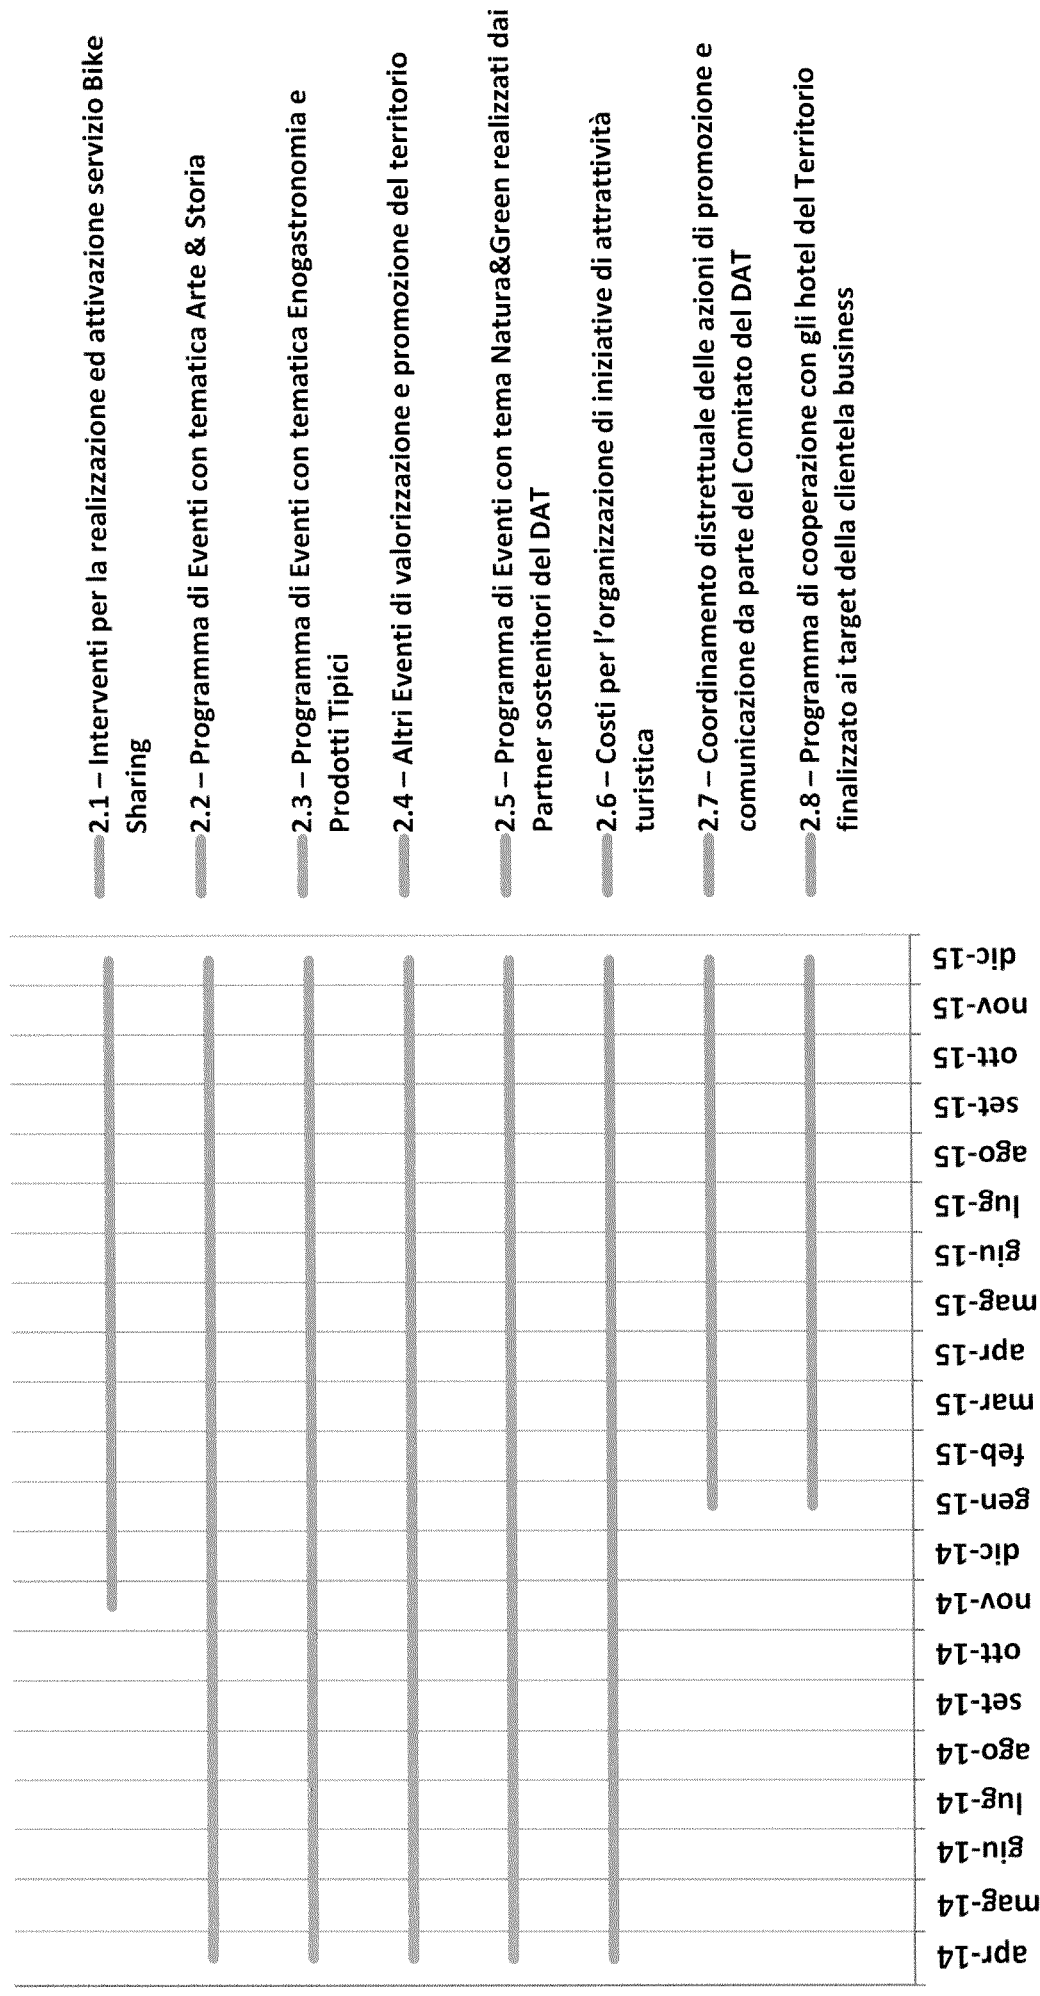 2.1 – Interventi per la realizzazione ed attivazione servizio Bike
Sharing
2.2 – Programma di Eventi con tematica Arte & Storia
2.3 – Programma di Eventi con tematica Enogastronomia e
Prodotti Tipici
2.4 – Altri Eventi di valorizzazione e promozione del territorio
2.5 – Programma di Eventi con tema Natura&Green realizzati dai
Partner sostenitori del DAT
2.6 – Costi per l'organizzazione di iniziative di attrattività
turistica
2.7 – Coordinamento distrettuale delle azioni di promozione e
comunicazione da parte del Comitato del DAT
2.8 – Programma di cooperazione con gli hotel del Territorio
finalizzato ai target della clientela business
apr-14
mag-14
giu-14
lug-14
ago-14
set-14
ott-14
nov-14
dic-14
gen-15
feb-15
mar-15
apr-15
mag-15
giu-15
lug-15
ago-15
set-15
ott-15
nov-15
dic-15